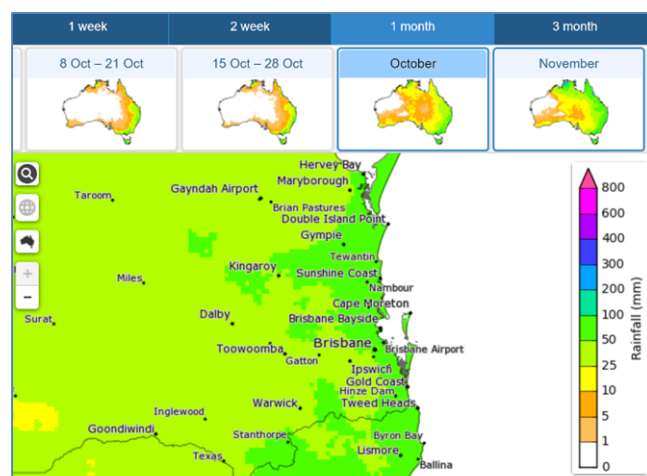 1 week
2 week
1 month
3 month
8 Oct – 21 Oct
15 Oct – 28 Oct
October
November
Hervey Bay
Maryborough
Taroom
Gayndah Airport
Brian Pastures
Double Island Point
Gympie
Tewantin
Kingaroy
Sunshine Coast
Miles
Nambour
Cape Moreton
Surat
Dalby
Brisbane Bayside
Brisbane
Brisbane Airport
Toowoomba
Gatton
Ipswich
Gold Coast
Hinze Dam
Warwick
Tweed Heads
Inglewood
Goondiwindi
Stanthorpe
Byron Bay
Lismore
Texas
Ballina
800
600
400
300
200
100
50
25
10
5
1
0
Rainfall (mm)
+
−